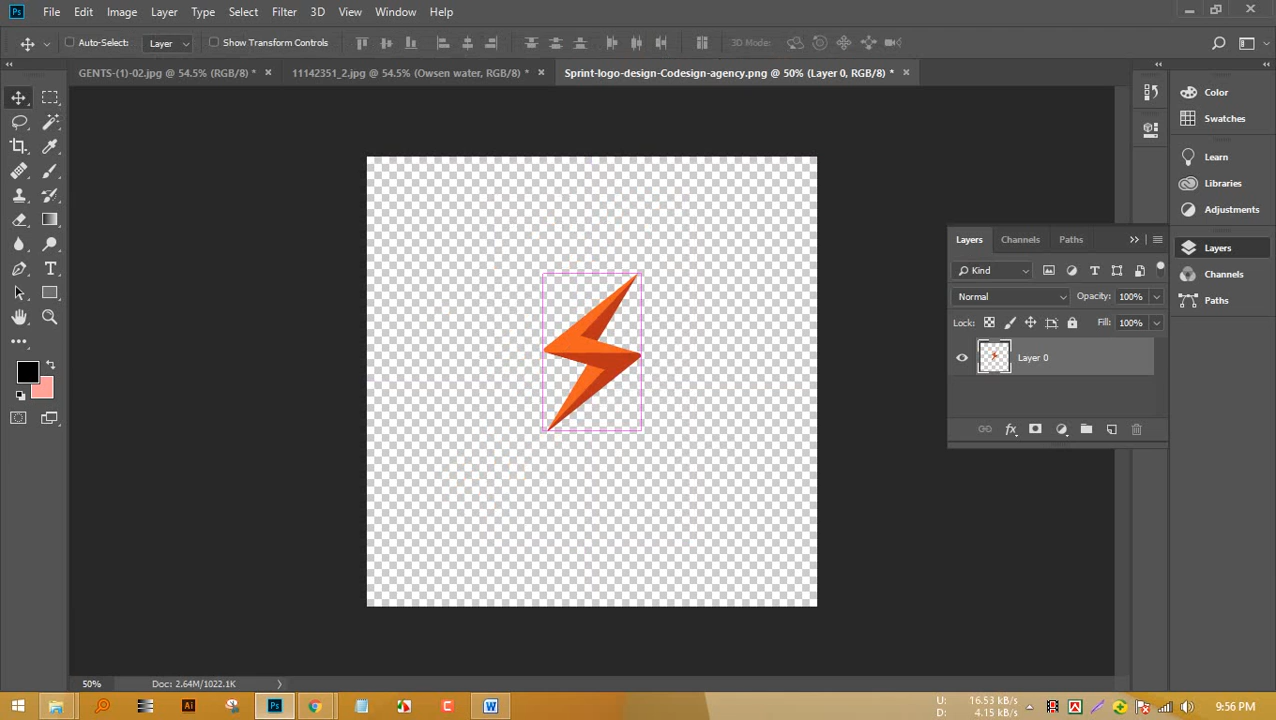 Ps File Edit Image Layer Type Select Filter 3D View Window Help
Auto-Select: Layer Show Transform Controls 3D Mode:
GENTS-(1)-02.jpg @ 54.5% (RGB/8) * 11142351_2.jpg @ 54.5% (Owsen water, RGB/8) * Sprint-logo-design-Codesign-agency.png @ 50% (Layer 0, RGB/8) *
Color
Swatches
Learn
Libraries
Adjustments
Layers
Channels
Paths
Layers Channels Paths
Kind
Normal Opacity: 100%
Lock: Fill: 100%
Layer 0
fx
50% Doc: 2.64M/1022.1K
Ai Ps C W
U: 16.53 kB/s
D: 4.15 kB/s
9:56 PM